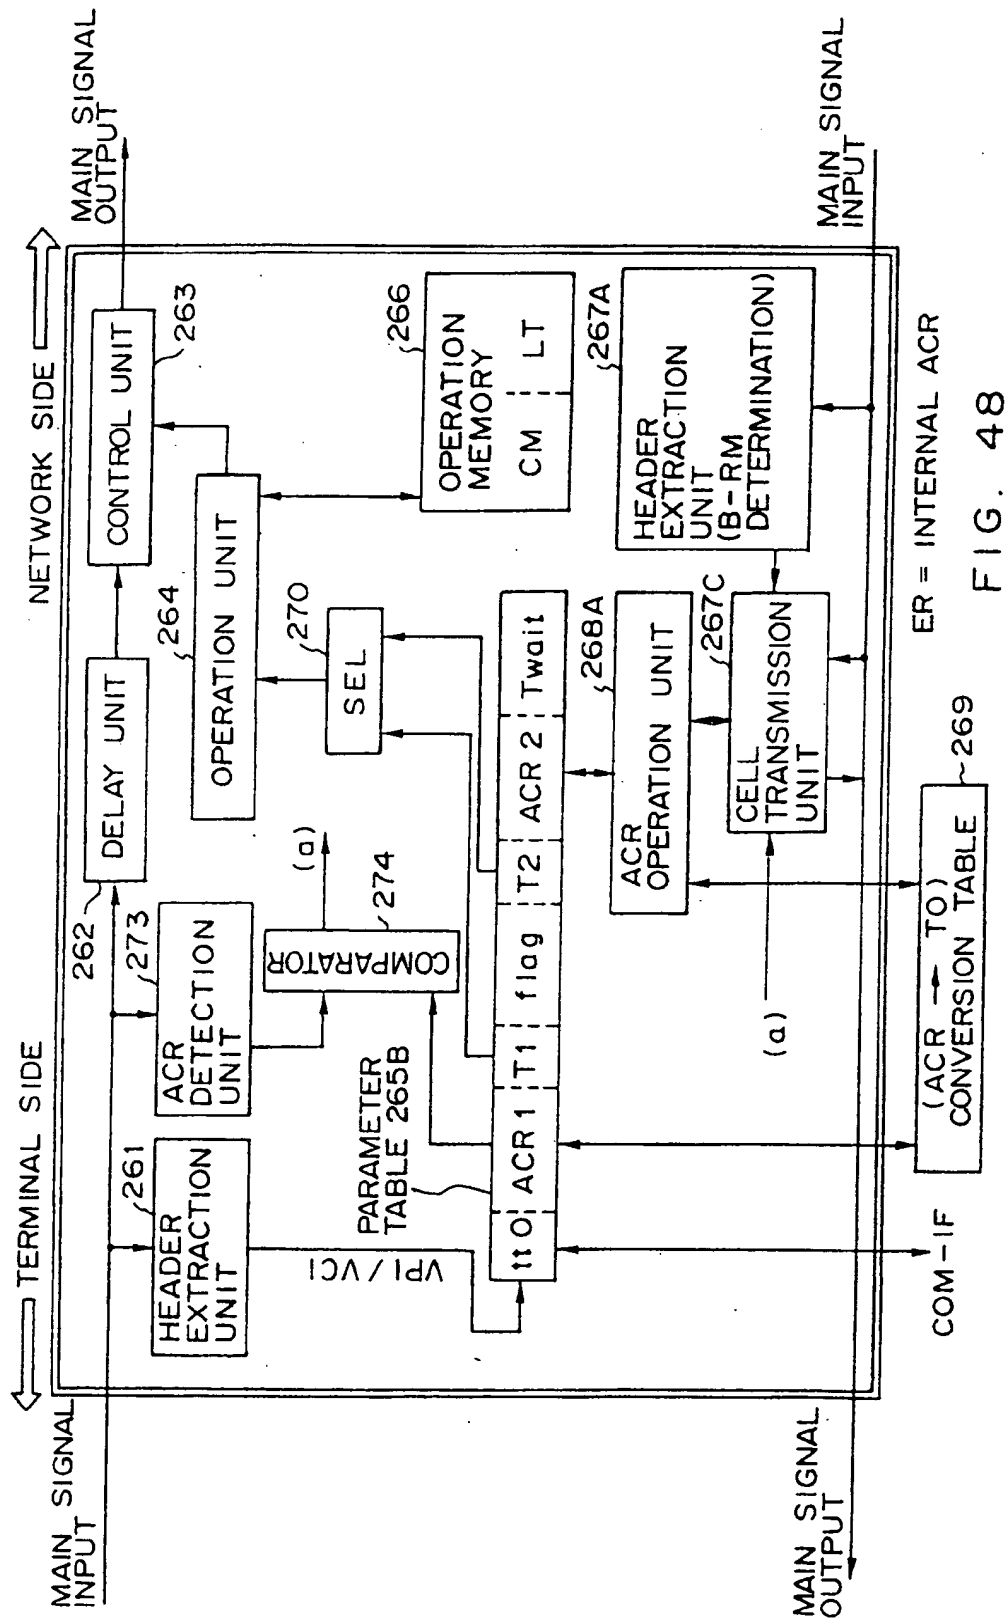 TERMINAL SIDE
NETWORK SIDE
MAIN SIGNAL
INPUT
MAIN SIGNAL
OUTPUT
262
DELAY UNIT
CONTROL UNIT
263
261
HEADER
EXTRACTION
UNIT
273
ACR
DETECTION
UNIT
264
OPERATION UNIT
VPI/VCI
COMPARATOR
274
(a)
SEL
270
OPERATION
MEMORY
CM
LT
266
PARAMETER
TABLE 265B
tt0
ACR 1
T1
flag
T2
ACR 2
Twait
ACR
OPERATION UNIT
268A
(a)
CELL
TRANSMISSION
UNIT
267C
HEADER
EXTRACTION
UNIT
(B-RM
DETERMINATION)
267A
MAIN SIGNAL
OUTPUT
MAIN SIGNAL
INPUT
COM-IF
(ACR → TO)
CONVERSION TABLE
269
ER = INTERNAL ACR
FIG. 48